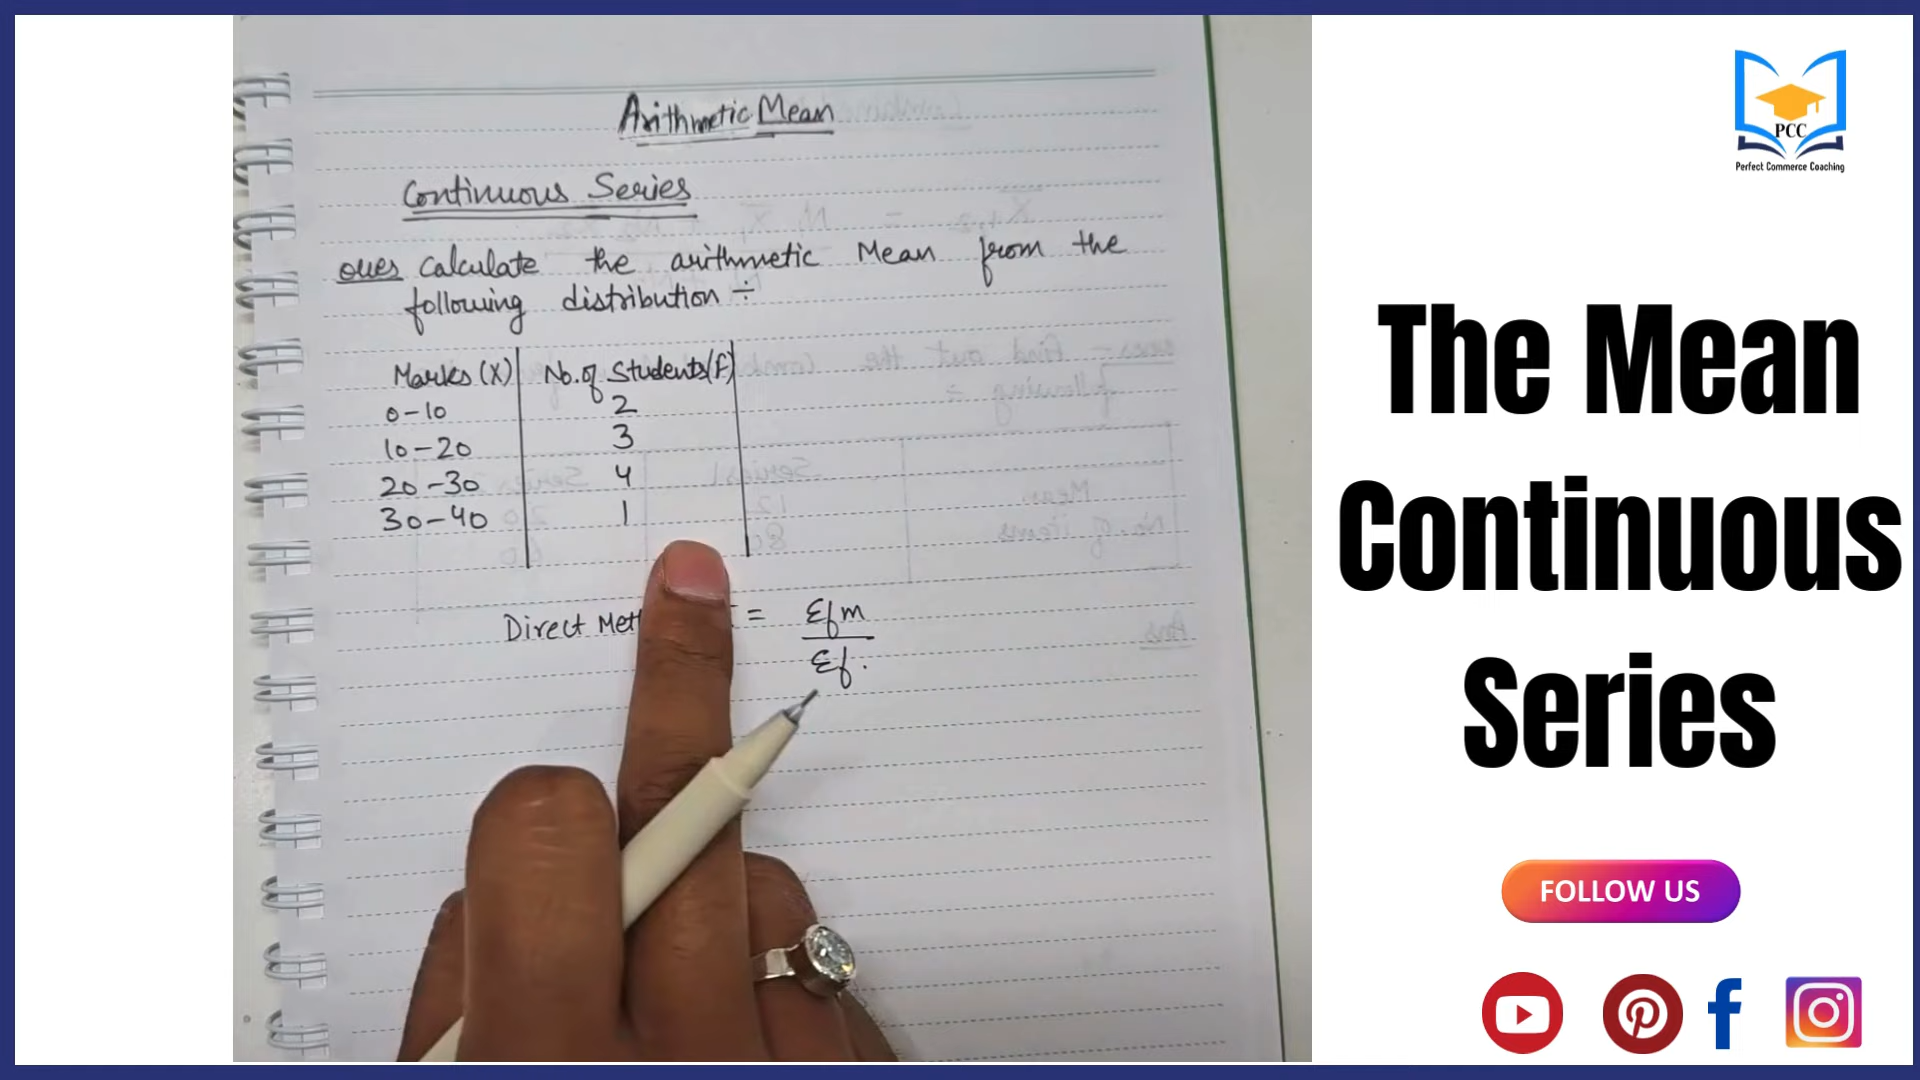 Arithmetic Mean
Continuous Series
Ques Calculate the arithmetic Mean from the
following distribution ÷
Marks (X) No. of Students (f)
0-10 2
10-20 3
20-30 4
30-40 1
Direct Met = Σfm
Σf.
PCC
Perfect Commerce Coaching
The Mean
Continuous
Series
FOLLOW US